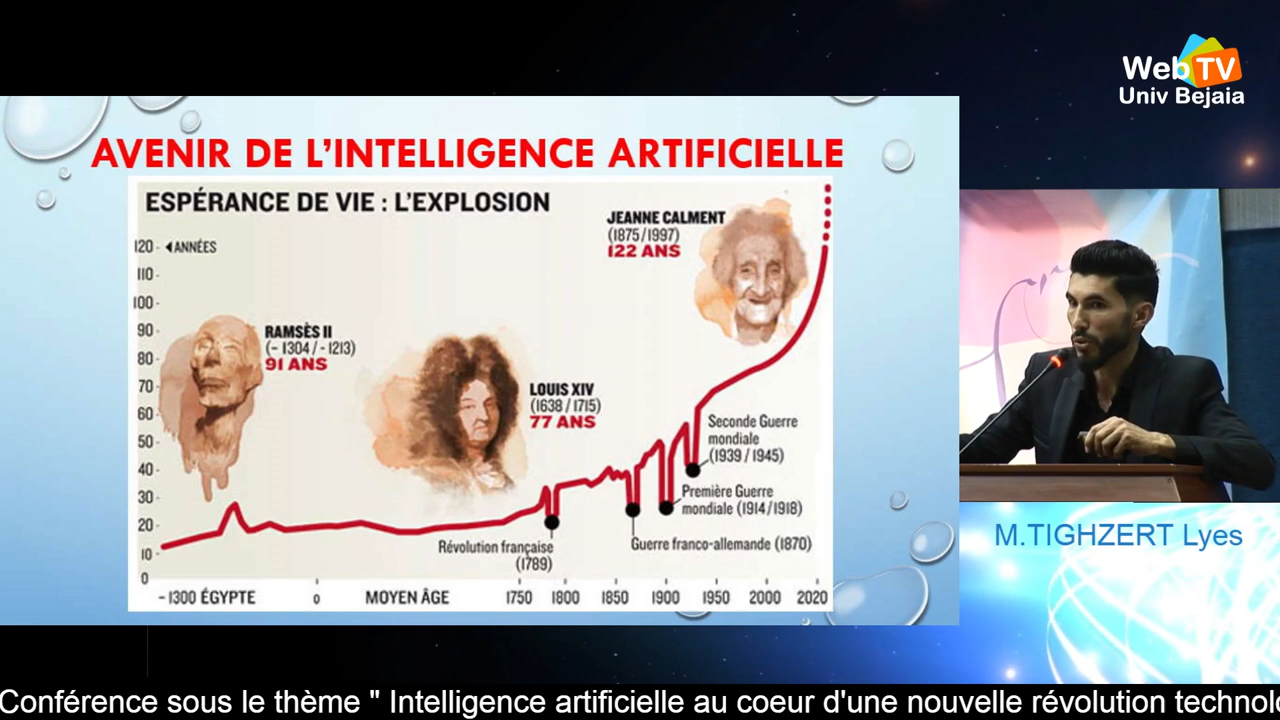 Web TV
Univ Bejaia
AVENIR DE L'INTELLIGENCE ARTIFICIELLE
ESPÉRANCE DE VIE : L'EXPLOSION
JEANNE CALMENT
(1875/1997)
122 ANS
120
ANNÉES
110
100
90
80
70
60
50
40
30
20
10
0
RAMSÈS II
(- 1304 / - 1213)
91 ANS
LOUIS XIV
(1638 / 1715)
77 ANS
Seconde Guerre
mondiale
(1939 / 1945)
Première Guerre
mondiale (1914/1918)
Révolution française
(1789)
Guerre franco-allemande (1870)
- 1300 ÉGYPTE 0 MOYEN ÂGE 1750 1800 1850 1900 1950 2000 2020
M.TIGHZERT Lyes
Conférence sous le thème " Intelligence artificielle au coeur d'une nouvelle révolution technolo